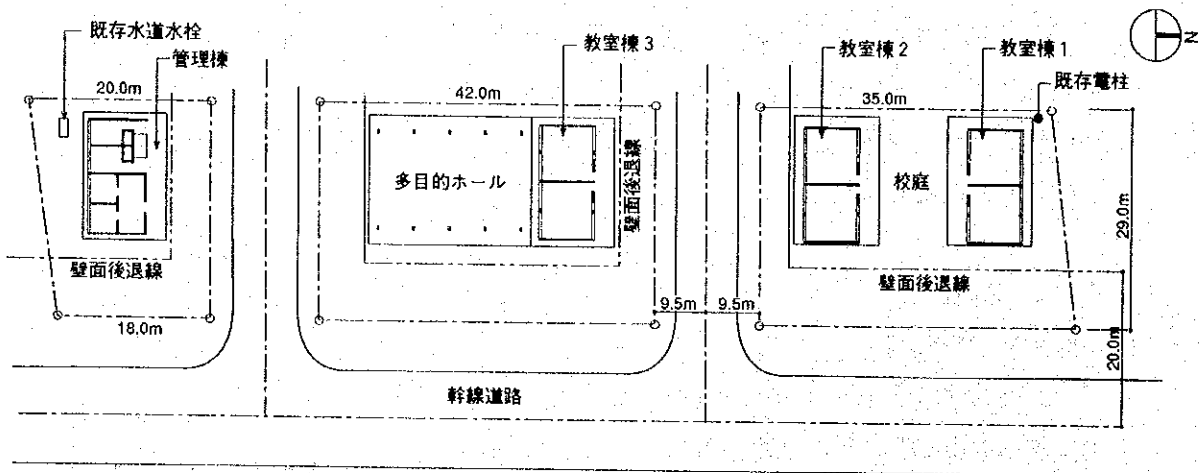 既存水道水栓
管理棟
20.0m
壁面後退線
18.0m
教室棟3
42.0m
多目的ホール
壁面後退線
9.5m
9.5m
幹線道路
教室棟2
教室棟1
既存電柱
35.0m
校庭
壁面後退線
29.0m
20.0m
N